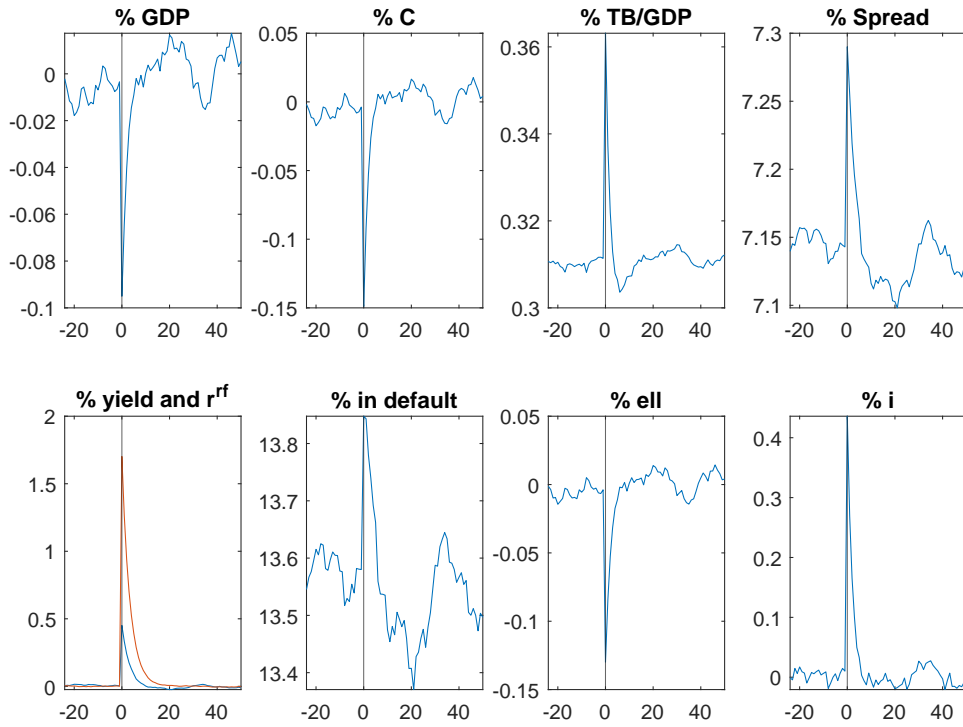 % GDP
0
-0.02
-0.04
-0.06
-0.08
-0.1
-20 0 20 40
% C
0.05
0
-0.05
-0.1
-0.15
-20 0 20 40
% TB/GDP
0.36
0.34
0.32
0.3
-20 0 20 40
% Spread
7.3
7.25
7.2
7.15
7.1
-20 0 20 40
% yield and r^rf
2
1.5
1
0.5
0
-20 0 20 40
% in default
13.8
13.7
13.6
13.5
13.4
-20 0 20 40
% ell
0.05
0
-0.05
-0.1
-0.15
-20 0 20 40
% i
0.4
0.3
0.2
0.1
0
-20 0 20 40